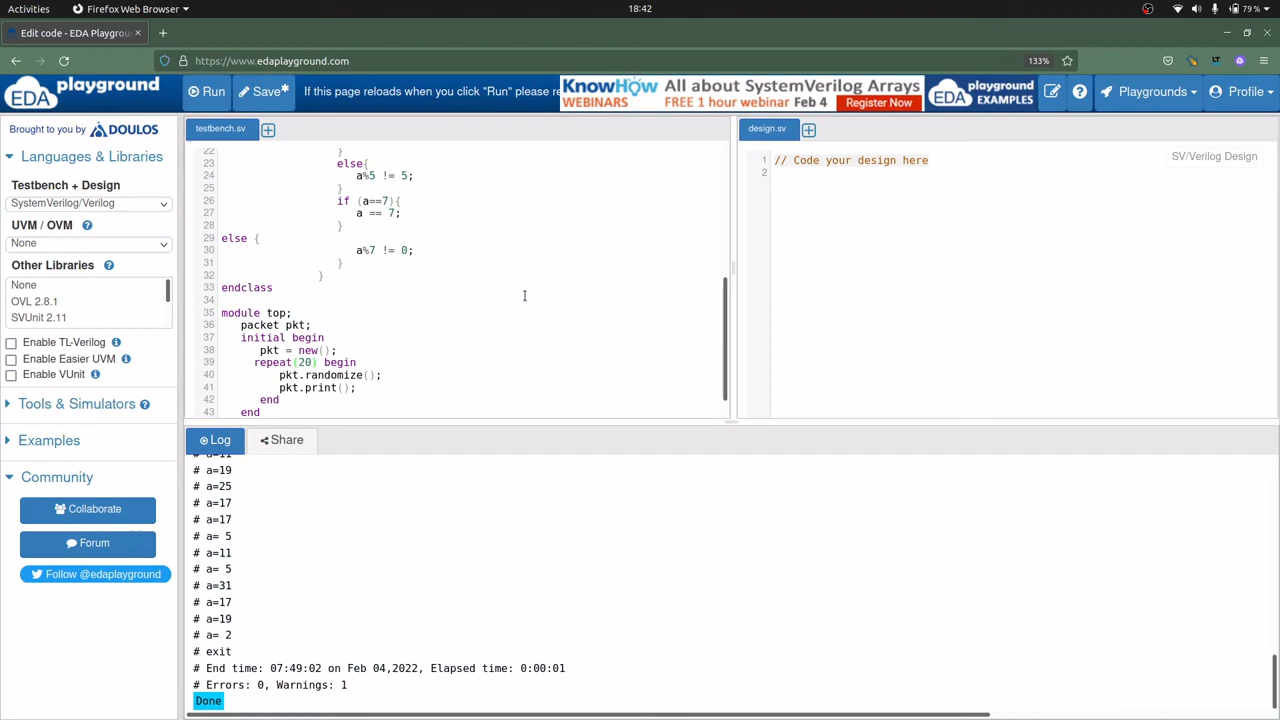 Activities
Firefox Web Browser
18:42
79 %
Edit code - EDA Playgroun
https://www.edaplayground.com
133%
EDA playground
Run
Save*
If this page reloads when you click "Run" please re
KnowHow WEBINARS
All about SystemVerilog Arrays
FREE 1 hour webinar Feb 4
Register Now
EDA playground EXAMPLES
Playgrounds
Profile
Brought to you by DOULOS
Languages & Libraries
Testbench + Design
SystemVerilog/Verilog
UVM / OVM
None
Other Libraries
None
OVL 2.8.1
SVUnit 2.11
Enable TL-Verilog
Enable Easier UVM
Enable VUnit
Tools & Simulators
Examples
Community
Collaborate
Forum
Follow @edaplayground
testbench.sv
22 }
23 else{
24 a%5 != 5;
25 }
26 if (a==7){
27 a == 7;
28 }
29 else {
30 a%7 != 0;
31 }
32 }
33 endclass
34
35 module top;
36 packet pkt;
37 initial begin
38 pkt = new();
39 repeat(20) begin
40 pkt.randomize();
41 pkt.print();
42 end
43 end
design.sv
SV/Verilog Design
1 // Code your design here
2
Log
Share
# a=11
# a=19
# a=25
# a=17
# a=17
# a= 5
# a=11
# a= 5
# a=31
# a=17
# a=19
# a= 2
# exit
# End time: 07:49:02 on Feb 04,2022, Elapsed time: 0:00:01
# Errors: 0, Warnings: 1
Done